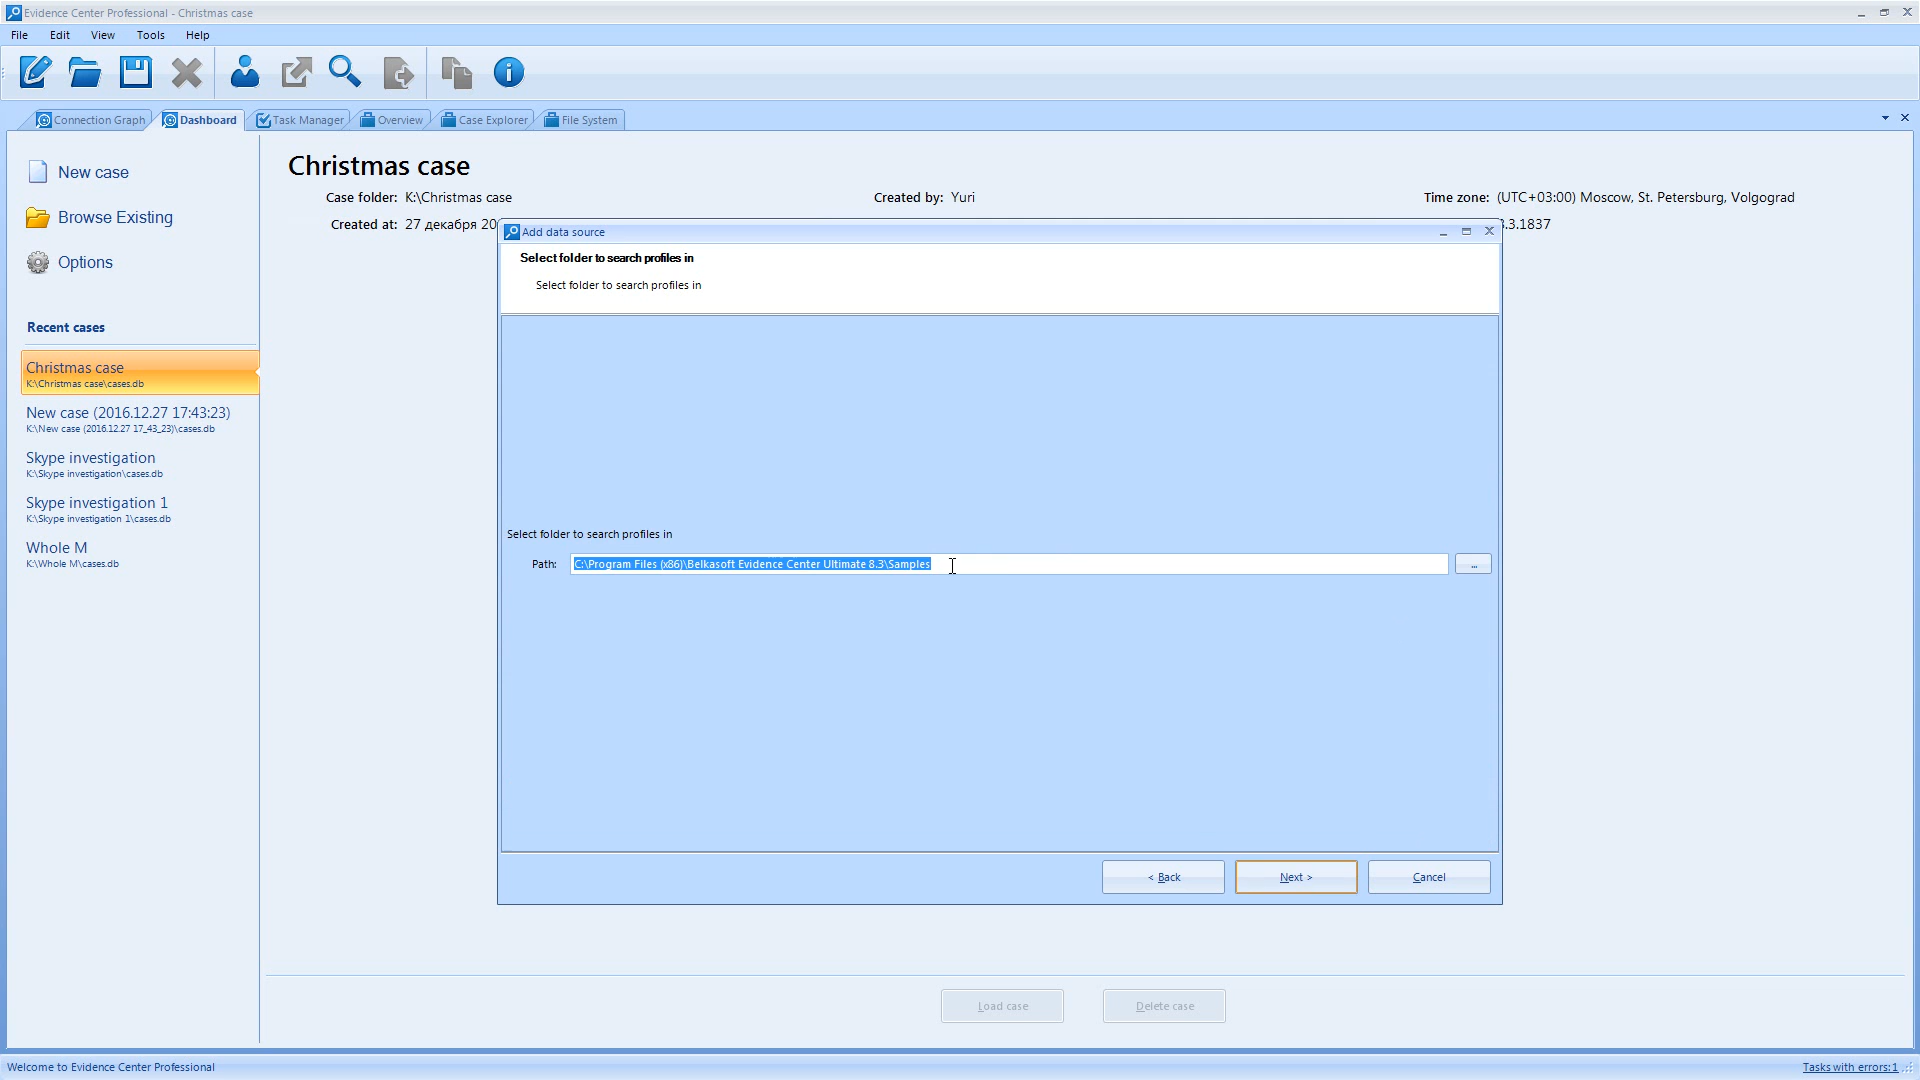 Evidence Center Professional - Christmas case
File Edit View Tools Help
Connection Graph Dashboard Task Manager Overview Case Explorer File System
New case
Browse Existing
Options
Recent cases
Christmas case
K:\Christmas case\cases.db
New case (2016.12.27 17:43:23)
K:\New case (2016.12.27 17_43_23)\cases.db
Skype investigation
K:\Skype investigation\cases.db
Skype investigation 1
K:\Skype investigation 1\cases.db
Whole M
K:\Whole M\cases.db
Christmas case
Case folder: K:\Christmas case Created by: Yuri Time zone: (UTC+03:00) Moscow, St. Petersburg, Volgograd
Created at: 27 декабря 20 3.3.1837
Add data source
Select folder to search profiles in
Select folder to search profiles in
Select folder to search profiles in
Path: C:\Program Files (x86)\Belkasoft Evidence Center Ultimate 8.3\Samples ...
< Back Next > Cancel
Load case Delete case
Welcome to Evidence Center Professional Tasks with errors:1